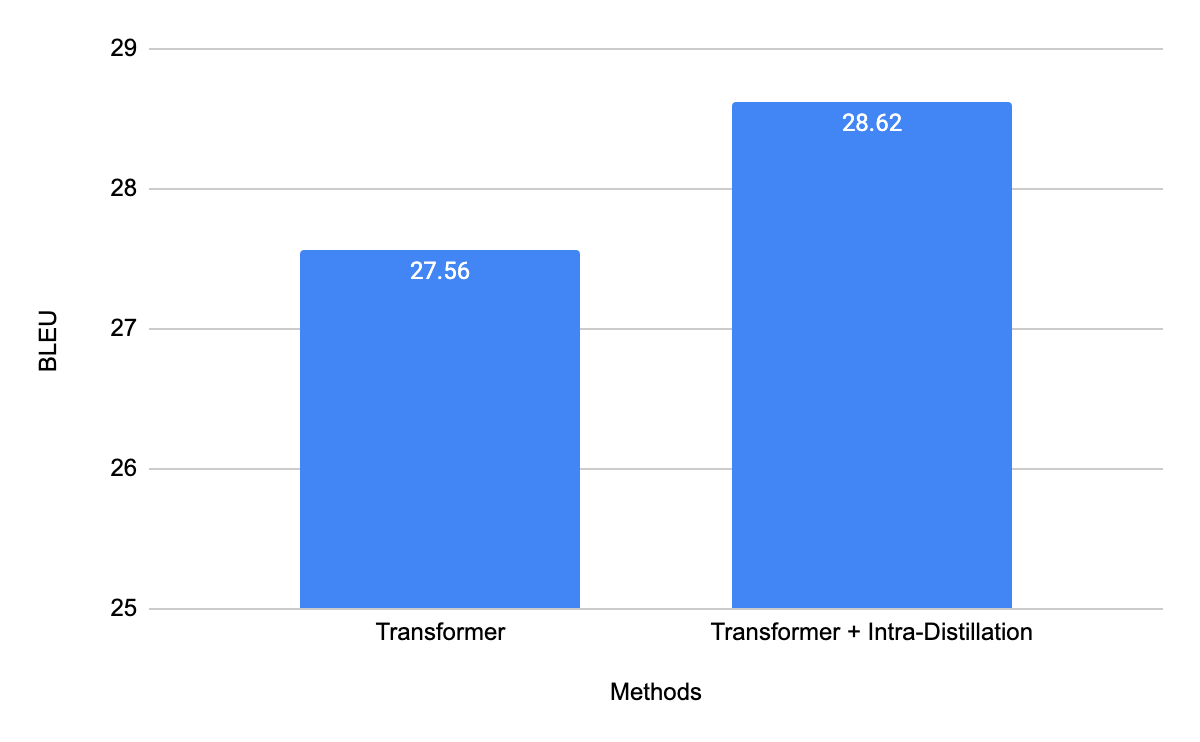 29
28.62
28
27.56
27
BLEU
26
25
Transformer
Transformer + Intra-Distillation
Methods